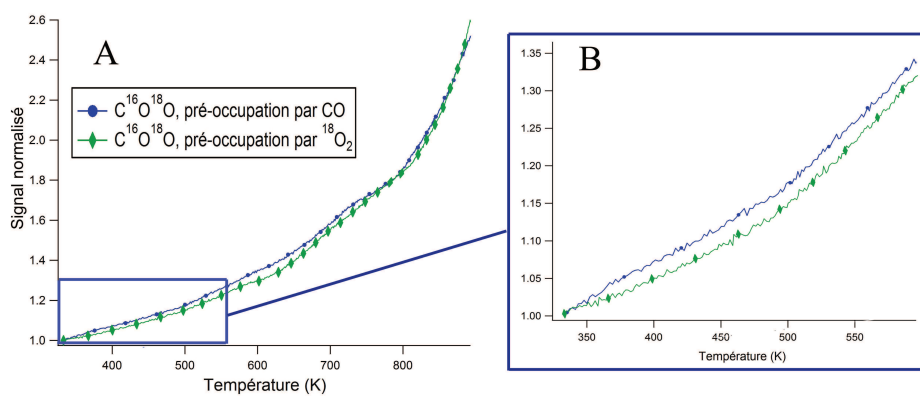 A
Signal normalisé
2.6
2.4
2.2
2.0
1.8
1.6
1.4
1.2
1.0
C¹⁶O¹⁸O, pré-occupation par CO
C¹⁶O¹⁸O, pré-occupation par ¹⁸O₂
400 500 600 700 800
Température (K)
B
1.35
1.30
1.25
1.20
1.15
1.10
1.05
1.00
350 400 450 500 550
Température (K)